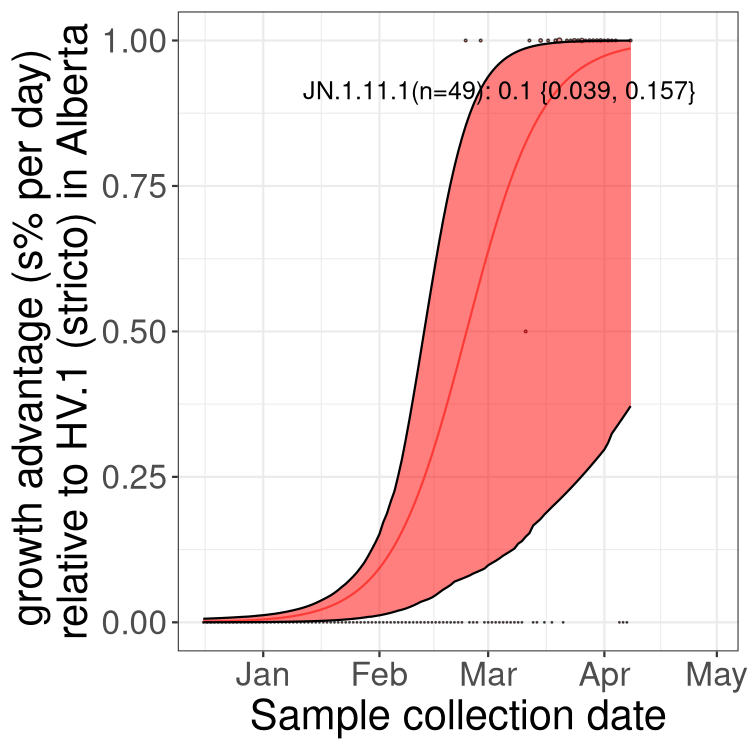 growth advantage (s% per day)
relative to HV.1 (stricto) in Alberta
1.00
JN.1.11.1(n=49): 0.1 {0.039, 0.157}
0.75
0.50
0.25
0.00
Jan Feb Mar Apr May
Sample collection date